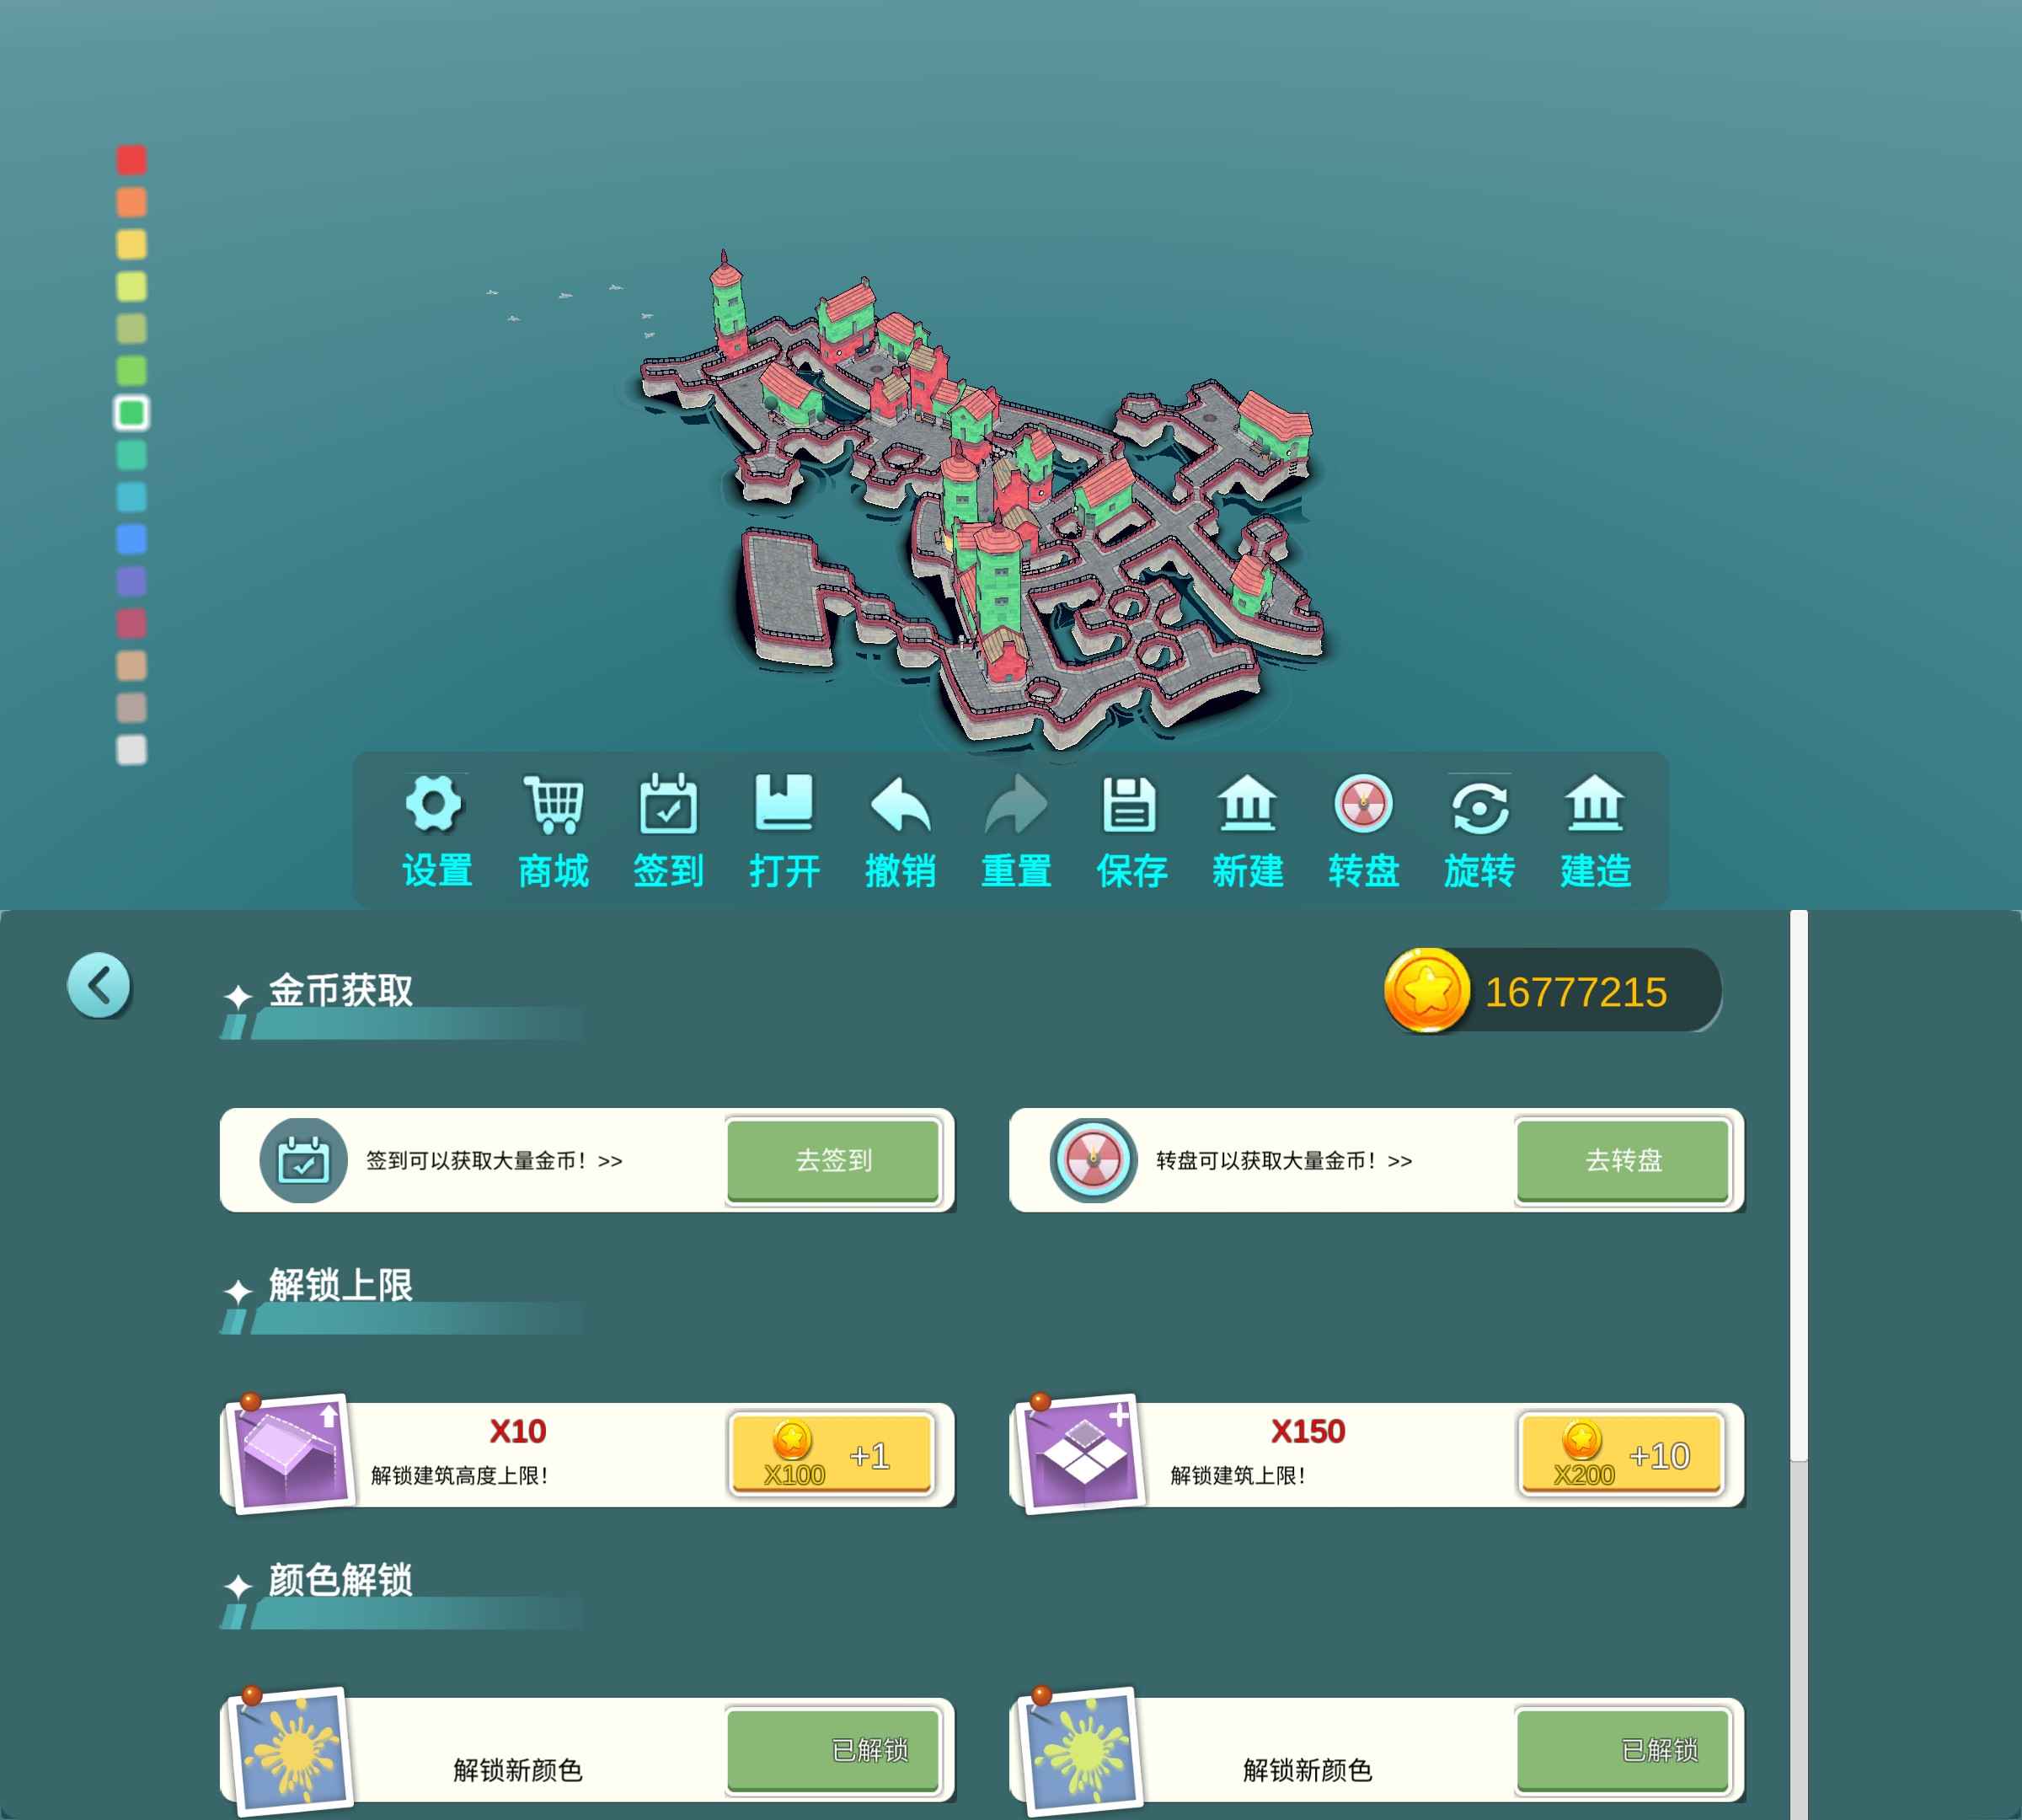 设置 商城 签到 打开 撤销 重置 保存 新建 转盘 旋转 建造
金币获取
16777215
签到可以获取大量金币！>>
去签到
转盘可以获取大量金币！>>
去转盘
解锁上限
X10
解锁建筑高度上限！
X100
+1
X150
解锁建筑上限！
X200
+10
颜色解锁
解锁新颜色
已解锁
解锁新颜色
已解锁